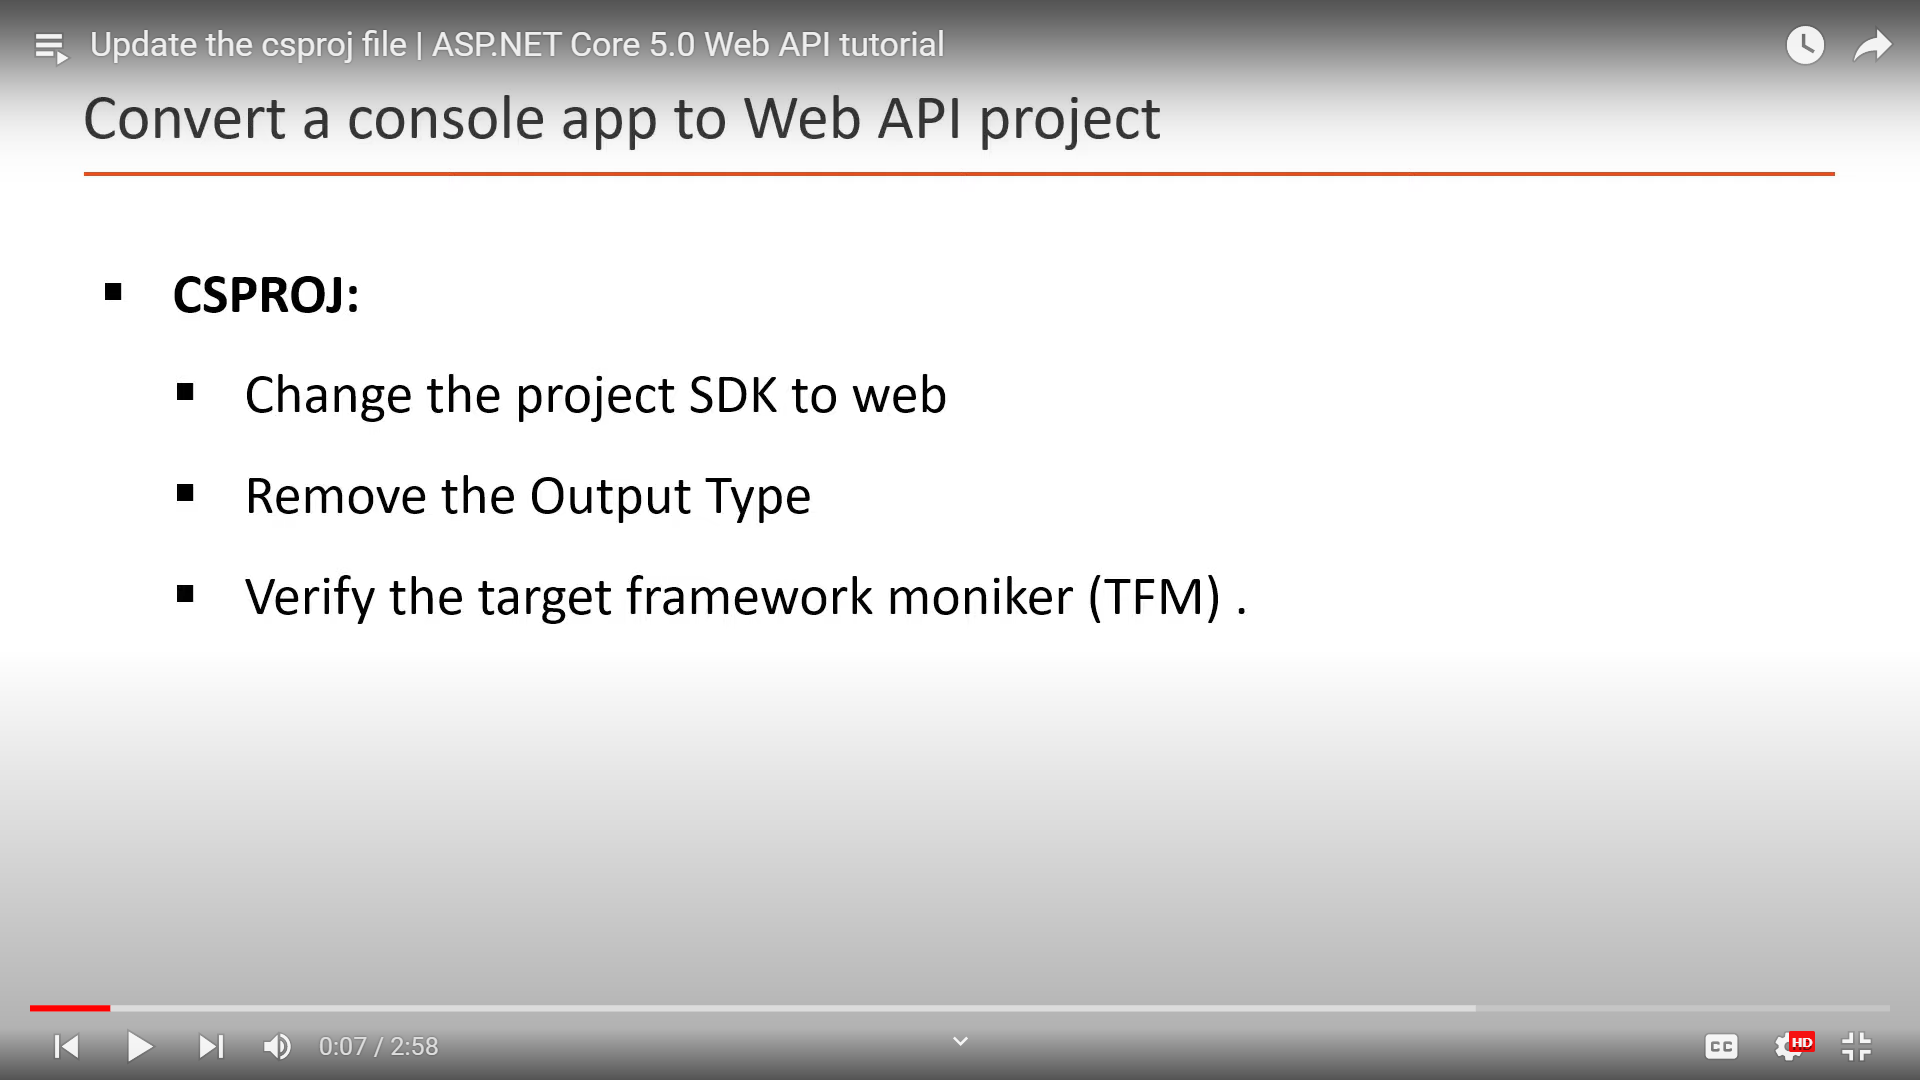 Update the csproj file | ASP.NET Core 5.0 Web API tutorial
Convert a console app to Web API project
CSPROJ:
Change the project SDK to web
Remove the Output Type
Verify the target framework moniker (TFM) .
0:07 / 2:58
CC
HD